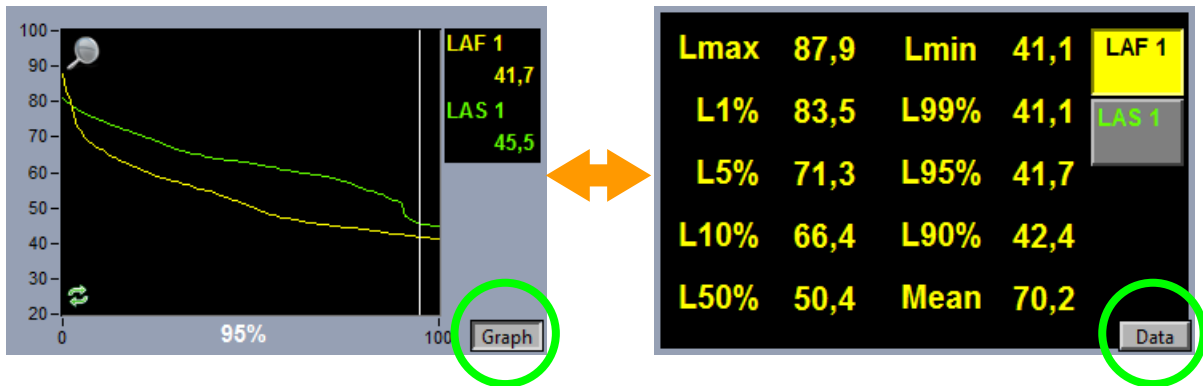 100
90
80
70
60
50
40
30
20
0
95%
100
LAF 1
41,7
LAS 1
45,5
Graph
Lmax 87,9 Lmin 41,1
L1% 83,5 L99% 41,1
L5% 71,3 L95% 41,7
L10% 66,4 L90% 42,4
L50% 50,4 Mean 70,2
LAF 1
LAS 1
Data